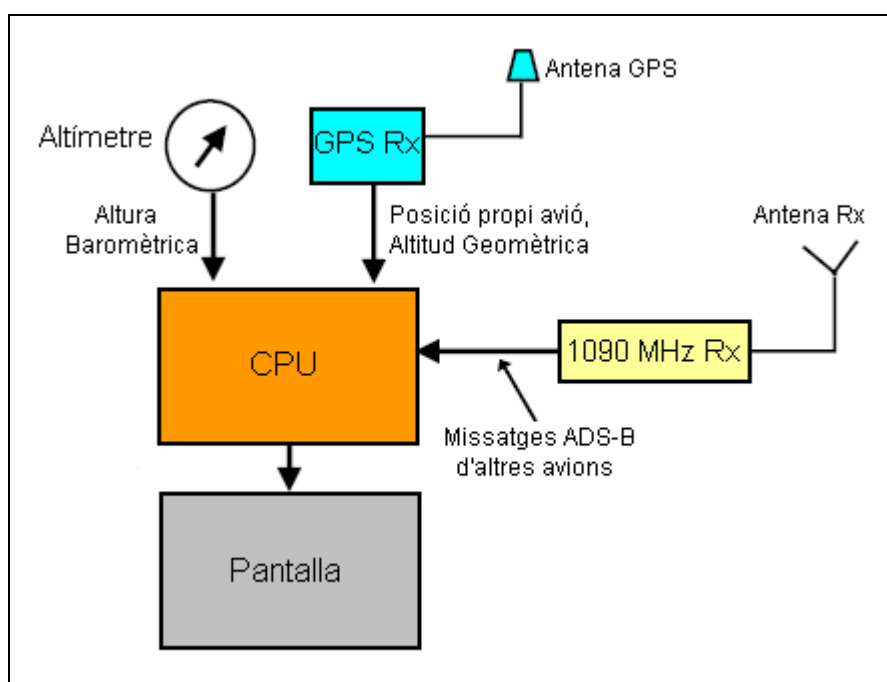 Antena GPS
Altímetre
GPS Rx
Altura
Baromètrica
Posició propi avió,
Altitud Geomètrica
Antena Rx
CPU
1090 MHz Rx
Missatges ADS-B
d'altres avions
Pantalla